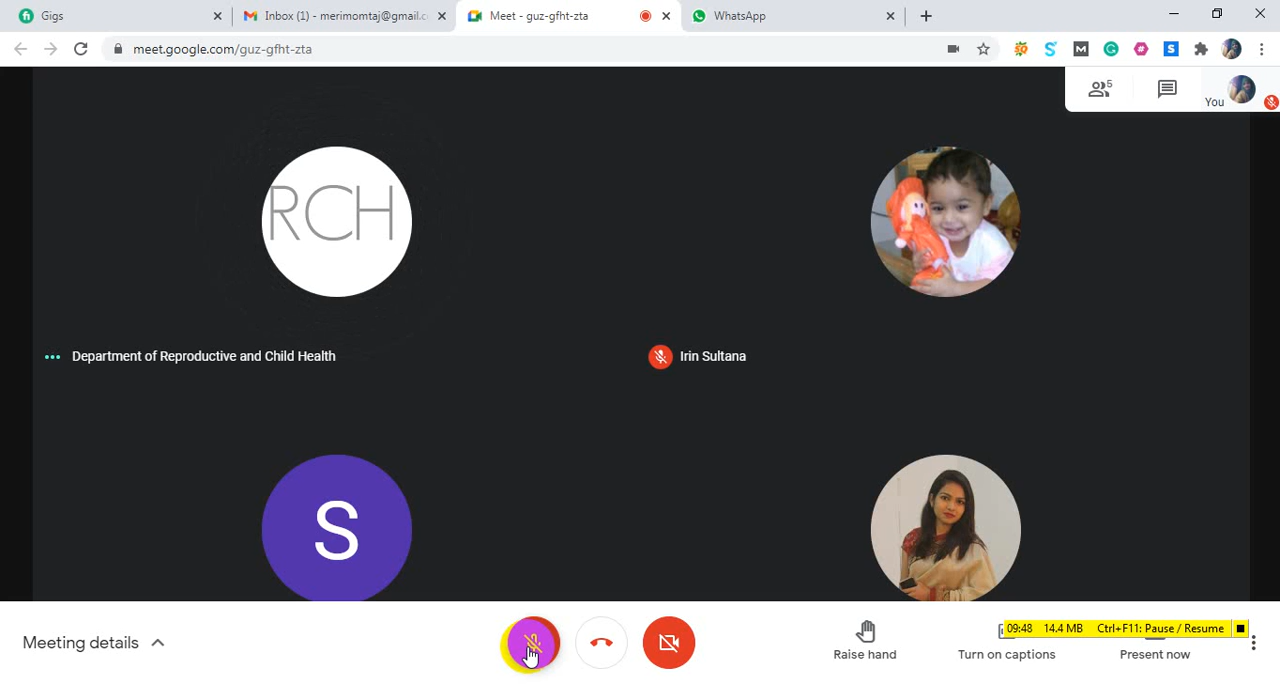 Gigs
Inbox (1) - merimomtaj@gmail.c
Meet - guz-gfht-zta
WhatsApp
meet.google.com/guz-gfht-zta
5
You
RCH
Department of Reproductive and Child Health
Irin Sultana
S
Meeting details
Raise hand
Turn on captions
Present now
09:48 14.4 MB Ctrl+F11: Pause / Resume